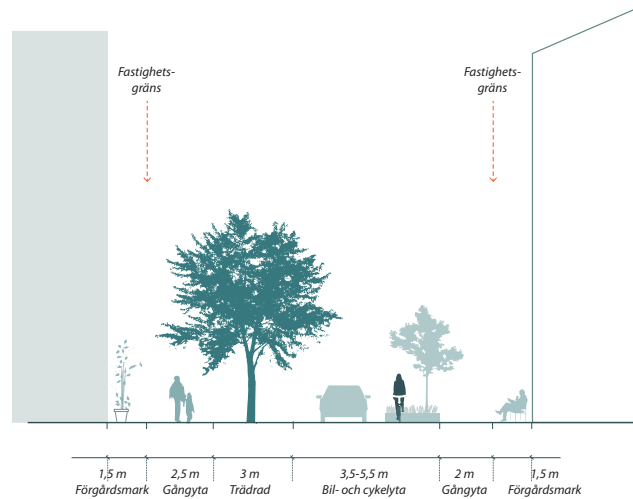 Fastighets-
gräns
Fastighets-
gräns
1,5 m
Förgårdsmark
2,5 m
Gångyta
3 m
Trädrad
3,5-5,5 m
Bil- och cykelyta
2 m
Gångyta
1,5 m
Förgårdsmark